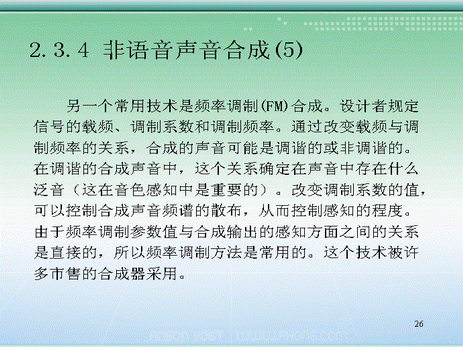 2.3.4 非语音声音合成(5)
另一个常用技术是频率调制(FM)合成。设计者规定
信号的载频、调制系数和调制频率。通过改变载频与调
制频率的关系，合成的声音可能是调谐的或非调谐的。
在调谐的合成声音中，这个关系确定在声音中存在什么
泛音（这在音色感知中是重要的）。改变调制系数的值，
可以控制合成声音频谱的散布，从而控制感知的程度。
由于频率调制参数值与合成输出的感知方面之间的关系
是直接的，所以频率调制方法是常用的。这个技术被许
多市售的合成器采用。
26